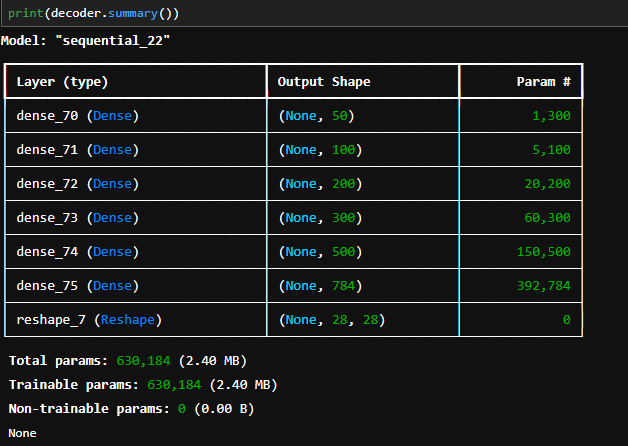 print(decoder.summary())
Model: "sequential_22"
Layer (type) Output Shape Param #
dense_70 (Dense) (None, 50) 1,300
dense_71 (Dense) (None, 100) 5,100
dense_72 (Dense) (None, 200) 20,200
dense_73 (Dense) (None, 300) 60,300
dense_74 (Dense) (None, 500) 150,500
dense_75 (Dense) (None, 784) 392,784
reshape_7 (Reshape) (None, 28, 28) 0
Total params: 630,184 (2.40 MB)
Trainable params: 630,184 (2.40 MB)
Non-trainable params: 0 (0.00 B)
None